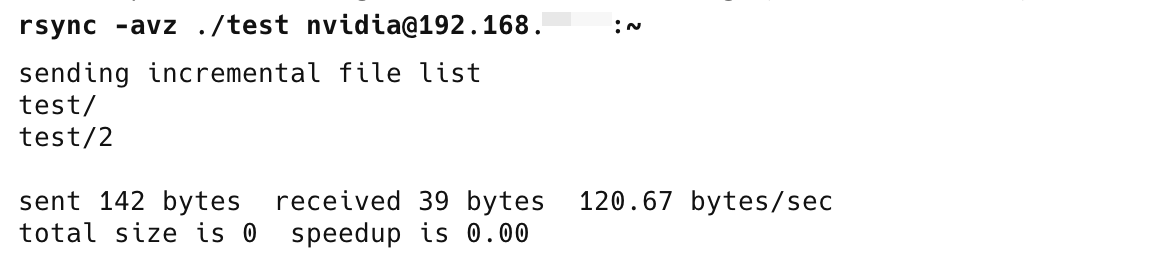 rsync -avz ./test nvidia@192.168. :~
sending incremental file list
test/
test/2
sent 142 bytes  received 39 bytes  120.67 bytes/sec
total size is 0  speedup is 0.00